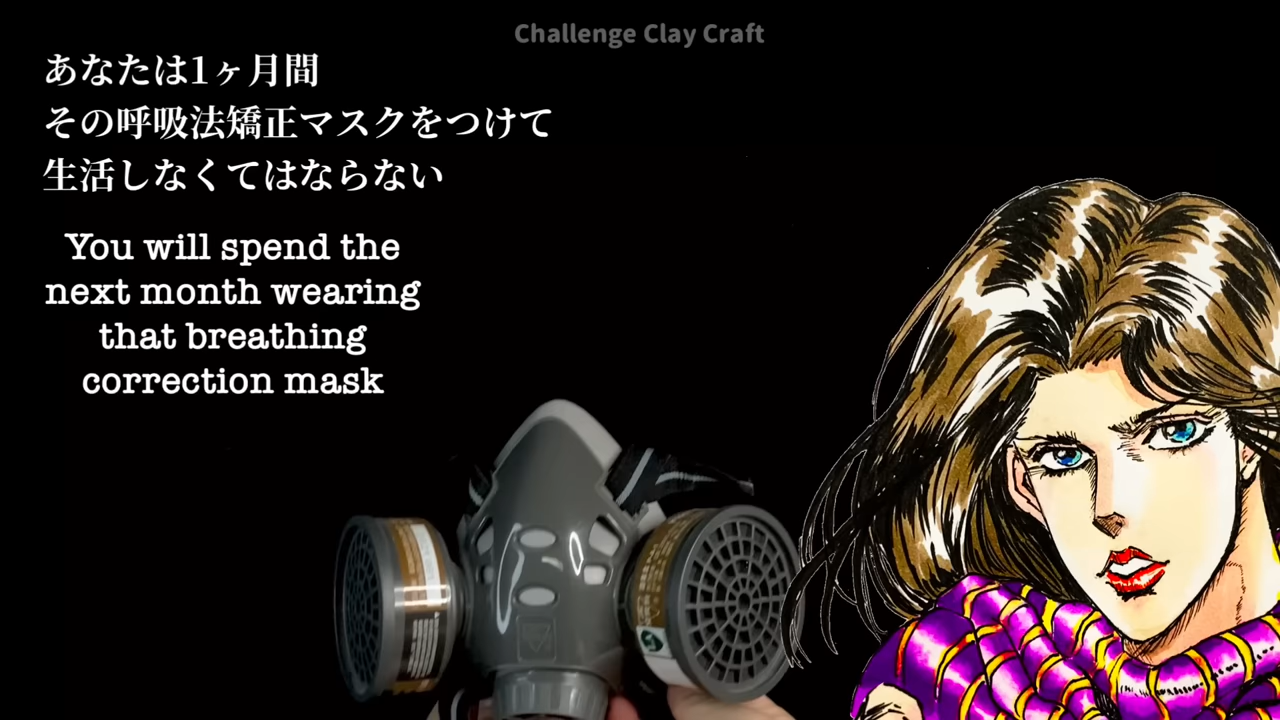 Challenge Clay Craft
あなたは1ヶ月間
その呼吸法矯正マスクをつけて
生活しなくてはならない
You will spend the
next month wearing
that breathing
correction mask